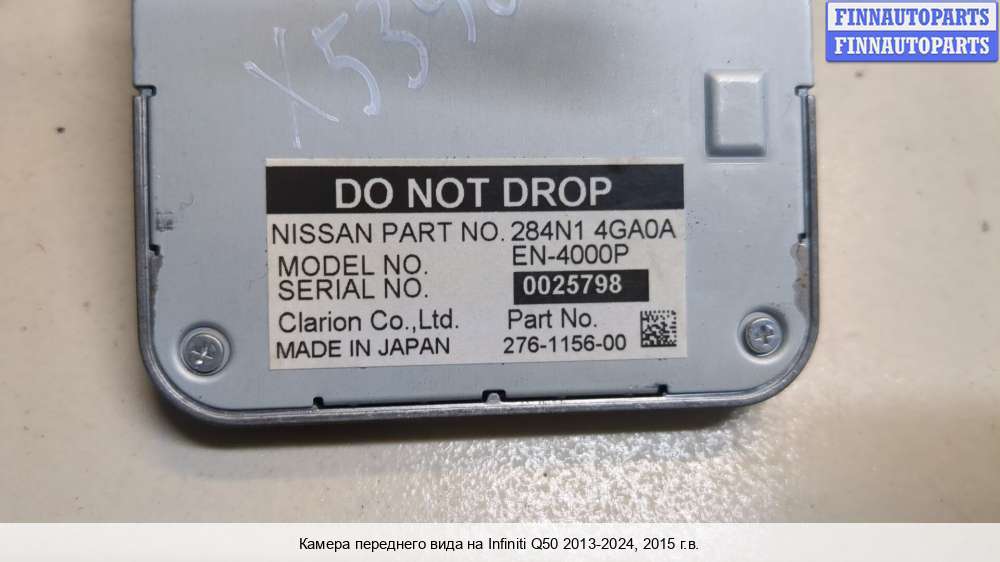 FINNAUTOPARTS
FINNAUTOPARTS
DO NOT DROP
NISSAN PART NO. 284N1 4GA0A
MODEL NO. EN-4000P
SERIAL NO. 0025798
Clarion Co.,Ltd. Part No.
MADE IN JAPAN 276-1156-00
Камера переднего вида на Infiniti Q50 2013-2024, 2015 г.в.